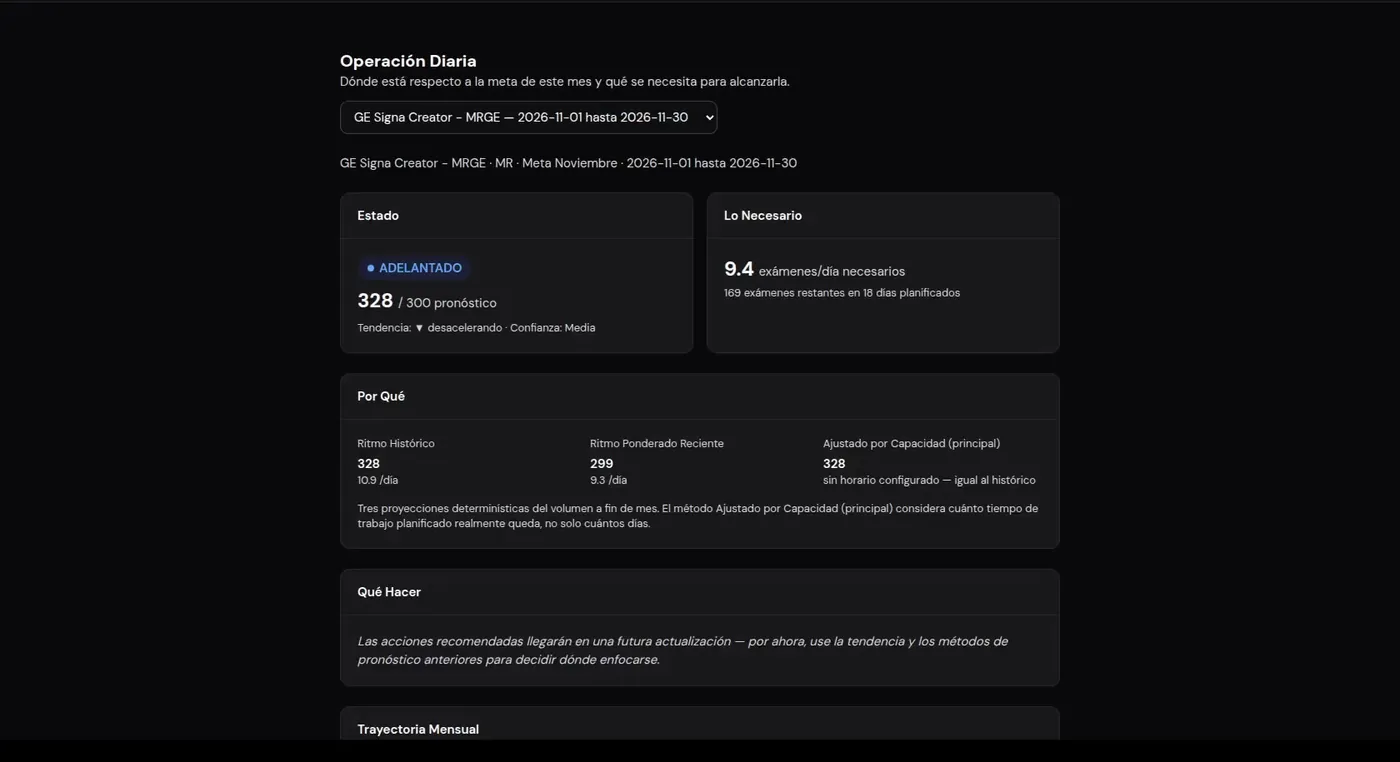 Operación Diaria
Dónde está respecto a la meta de este mes y qué se necesita para alcanzarla.
GE Signa Creator - MRGE — 2026-11-01 hasta 2026-11-30
GE Signa Creator - MRGE · MR · Meta Noviembre · 2026-11-01 hasta 2026-11-30
Estado
ADELANTADO
328 / 300 pronóstico
Tendencia: ▼ desacelerando · Confianza: Media
Lo Necesario
9.4 exámenes/día necesarios
169 exámenes restantes en 18 días planificados
Por Qué
Ritmo Histórico
328
10.9 /día
Ritmo Ponderado Reciente
299
9.3 /día
Ajustado por Capacidad (principal)
328
sin horario configurado — igual al histórico
Tres proyecciones determinísticas del volumen a fin de mes. El método Ajustado por Capacidad (principal) considera cuánto tiempo de
trabajo planificado realmente queda, no solo cuántos días.
Qué Hacer
Las acciones recomendadas llegarán en una futura actualización — por ahora, use la tendencia y los métodos de
pronóstico anteriores para decidir dónde enfocarse.
Trayectoria Mensual